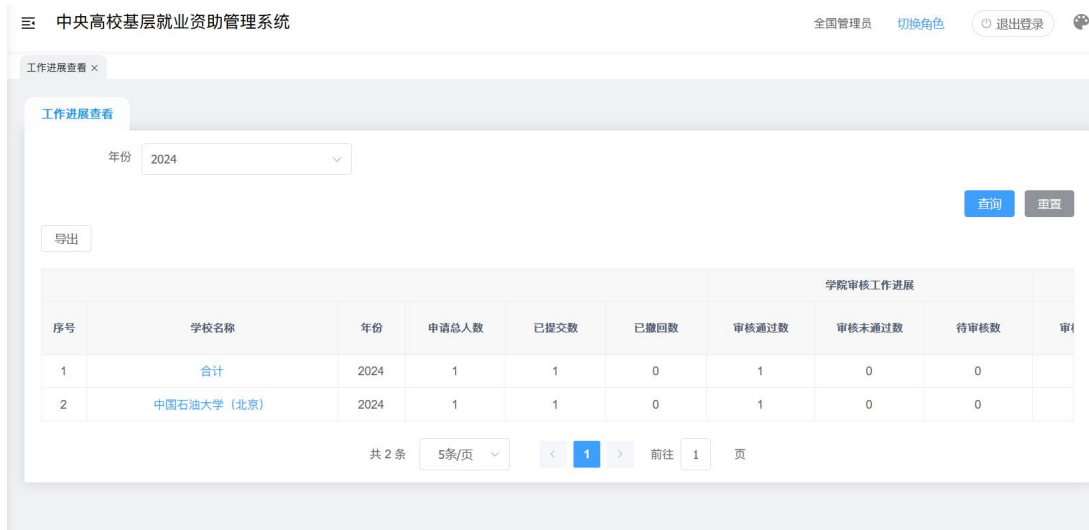 中央高校基层就业资助管理系统 全国管理员 切换角色 退出登录
工作进展查看 ×
工作进展查看
年份 2024
查询 重置
导出
学院审核工作进展
序号 学校名称 年份 申请总人数 已提交数 已撤回数 审核通过数 审核未通过数 待审核数 审
1 合计 2024 1 1 0 1 0 0
2 中国石油大学（北京） 2024 1 1 0 1 0 0
共 2 条 5条/页 < 1 > 前往 1 页